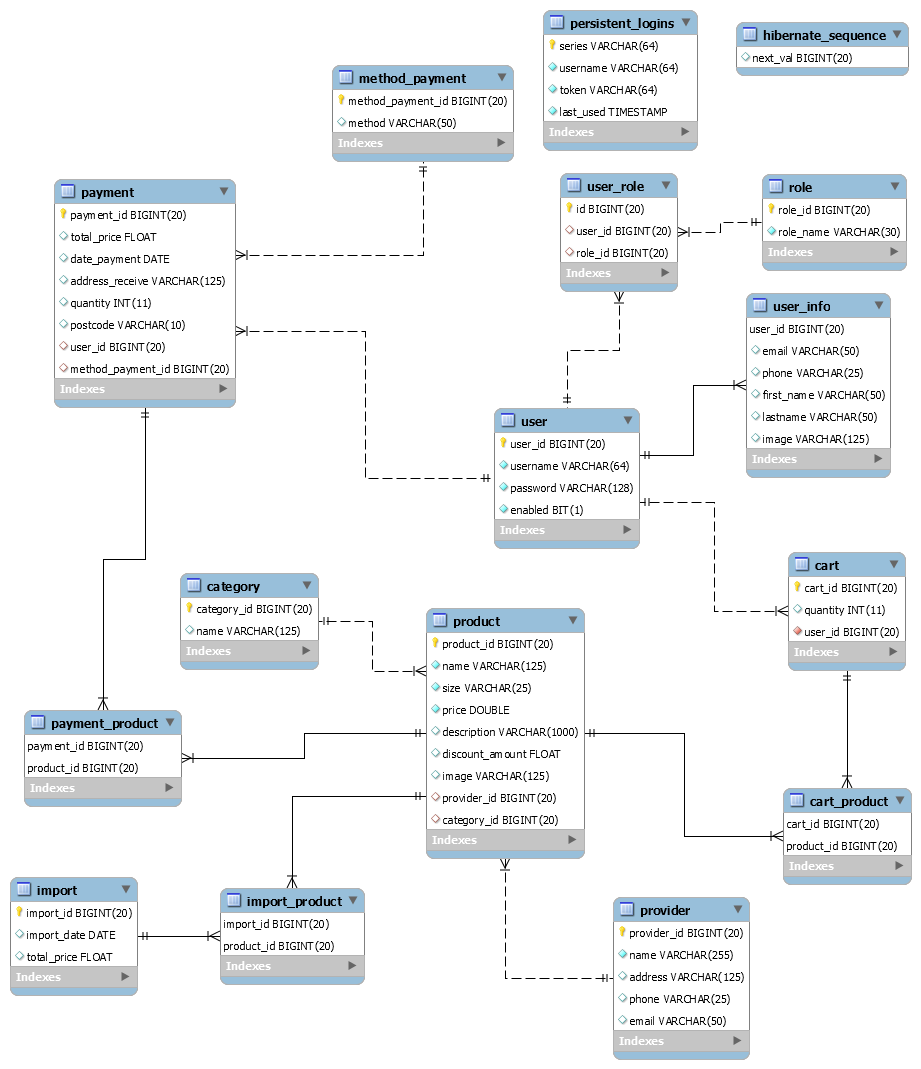 persistent_logins
series VARCHAR(64)
username VARCHAR(64)
token VARCHAR(64)
last_used TIMESTAMP
Indexes
hibernate_sequence
next_val BIGINT(20)
method_payment
method_payment_id BIGINT(20)
method VARCHAR(50)
Indexes
payment
payment_id BIGINT(20)
total_price FLOAT
date_payment DATE
address_receive VARCHAR(125)
quantity INT(11)
postcode VARCHAR(10)
user_id BIGINT(20)
method_payment_id BIGINT(20)
Indexes
user_role
id BIGINT(20)
user_id BIGINT(20)
role_id BIGINT(20)
Indexes
role
role_id BIGINT(20)
role_name VARCHAR(30)
Indexes
user_info
user_id BIGINT(20)
email VARCHAR(50)
phone VARCHAR(25)
first_name VARCHAR(50)
lastname VARCHAR(50)
image VARCHAR(125)
Indexes
user
user_id BIGINT(20)
username VARCHAR(64)
password VARCHAR(128)
enabled BIT(1)
Indexes
cart
cart_id BIGINT(20)
quantity INT(11)
user_id BIGINT(20)
Indexes
category
category_id BIGINT(20)
name VARCHAR(125)
Indexes
product
product_id BIGINT(20)
name VARCHAR(125)
size VARCHAR(25)
price DOUBLE
description VARCHAR(1000)
discount_amount FLOAT
image VARCHAR(125)
provider_id BIGINT(20)
category_id BIGINT(20)
Indexes
payment_product
payment_id BIGINT(20)
product_id BIGINT(20)
Indexes
cart_product
cart_id BIGINT(20)
product_id BIGINT(20)
Indexes
import
import_id BIGINT(20)
import_date DATE
total_price FLOAT
Indexes
import_product
import_id BIGINT(20)
product_id BIGINT(20)
Indexes
provider
provider_id BIGINT(20)
name VARCHAR(255)
address VARCHAR(125)
phone VARCHAR(25)
email VARCHAR(50)
Indexes